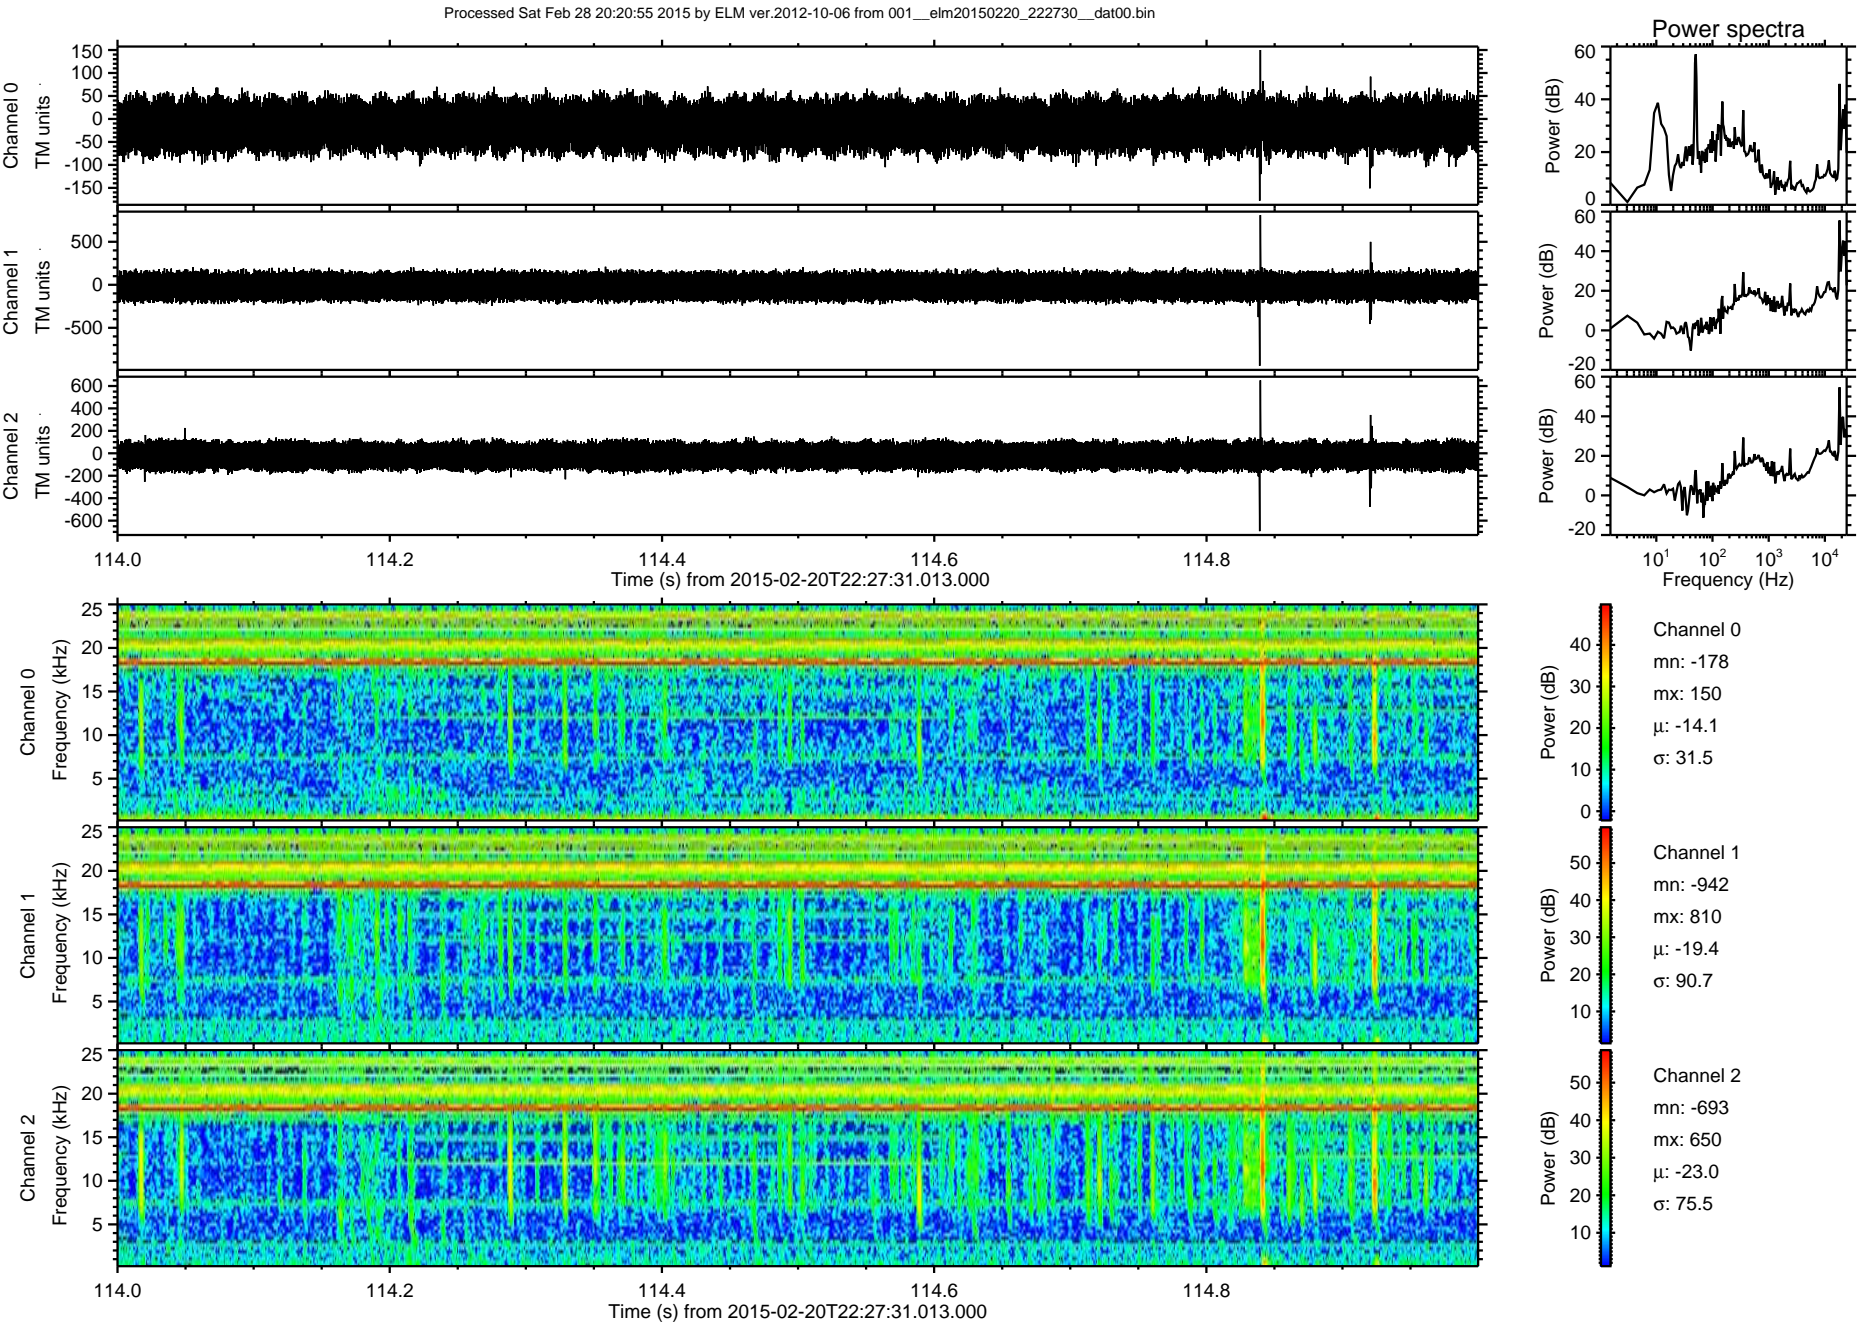 Processed Sat Feb 28 20:20:55 2015 by ELM ver.2012-10-06 from 001__elm20150220_222730__dat00.bin
Power spectra
Channel 0
TM units
150
100
50
0
-50
-100
-150
Power (dB)
60
40
20
0
Channel 1
TM units
500
0
-500
Power (dB)
60
40
20
0
-20
Channel 2
TM units
600
400
200
0
-200
-400
-600
Power (dB)
60
40
20
0
-20
114.0 114.2 114.4 114.6 114.8
Time (s) from 2015-02-20T22:27:31.013.000
10¹ 10² 10³ 10⁴
Frequency (Hz)
Channel 0
Frequency (kHz)
25
20
15
10
5
Power (dB)
40
30
20
10
0
Channel 0
mn: -178
mx: 150
µ: -14.1
σ: 31.5
Channel 1
Frequency (kHz)
25
20
15
10
5
Power (dB)
50
40
30
20
10
Channel 1
mn: -942
mx: 810
µ: -19.4
σ: 90.7
Channel 2
Frequency (kHz)
25
20
15
10
5
Power (dB)
50
40
30
20
10
Channel 2
mn: -693
mx: 650
µ: -23.0
σ: 75.5
114.0 114.2 114.4 114.6 114.8
Time (s) from 2015-02-20T22:27:31.013.000